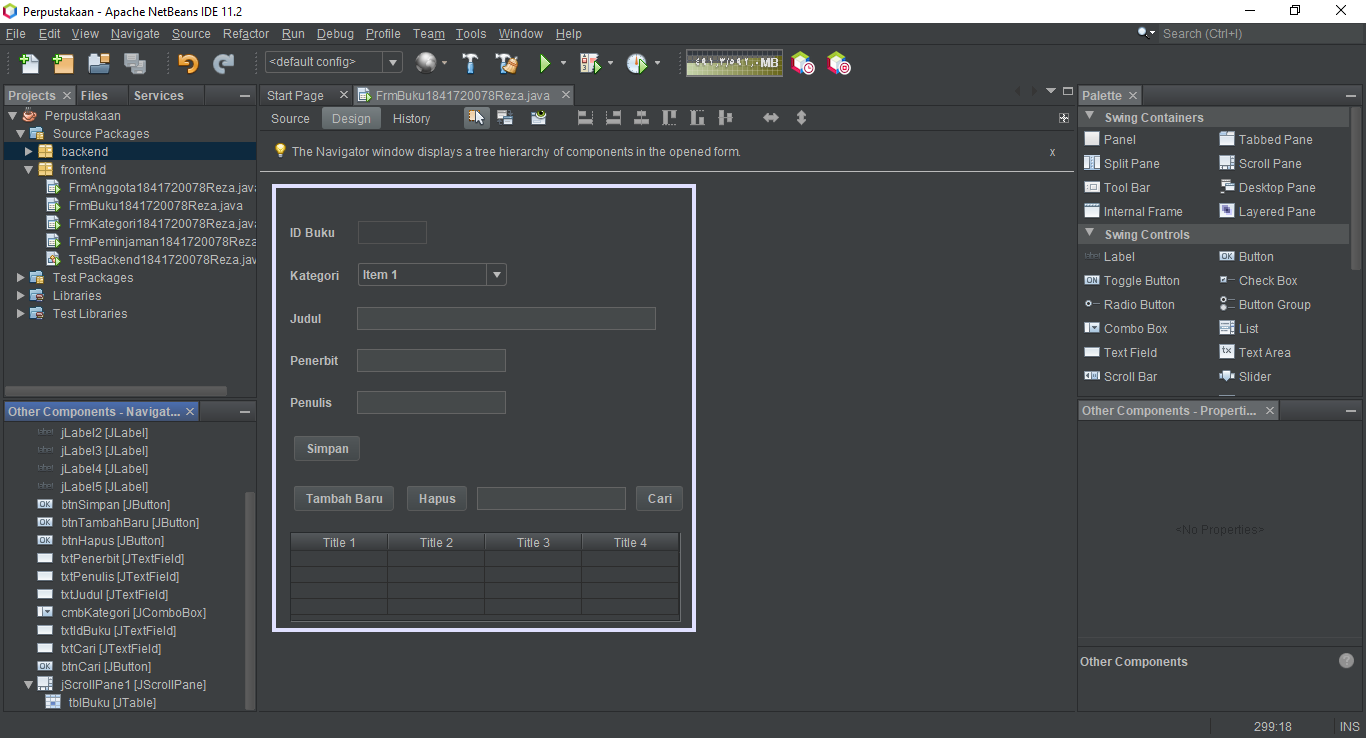 Perpustakaan - Apache NetBeans IDE 11.2
File Edit View Navigate Source Refactor Run Debug Profile Team Tools Window Help
Search (Ctrl+I)
<default config>
Projects Files Services
Perpustakaan
Source Packages
backend
frontend
FrmAnggota1841720078Reza.java
FrmBuku1841720078Reza.java
FrmKategori1841720078Reza.java
FrmPeminjaman1841720078Reza
TestBackend1841720078Reza.jav
Test Packages
Libraries
Test Libraries
Other Components - Navigat...
jLabel2 [JLabel]
jLabel3 [JLabel]
jLabel4 [JLabel]
jLabel5 [JLabel]
btnSimpan [JButton]
btnTambahBaru [JButton]
btnHapus [JButton]
txtPenerbit [JTextField]
txtPenulis [JTextField]
txtJudul [JTextField]
cmbKategori [JComboBox]
txtIdBuku [JTextField]
txtCari [JTextField]
btnCari [JButton]
jScrollPane1 [JScrollPane]
tblBuku [JTable]
Start Page FrmBuku1841720078Reza.java
Source Design History
The Navigator window displays a tree hierarchy of components in the opened form. x
ID Buku
Kategori Item 1
Judul
Penerbit
Penulis
Simpan
Tambah Baru Hapus Cari
Title 1 Title 2 Title 3 Title 4
Palette
Swing Containers
Panel Tabbed Pane
Split Pane Scroll Pane
Tool Bar Desktop Pane
Internal Frame Layered Pane
Swing Controls
Label Button
Toggle Button Check Box
Radio Button Button Group
Combo Box List
Text Field Text Area
Scroll Bar Slider
Other Components - Properti...
<No Properties>
Other Components
299:18 INS